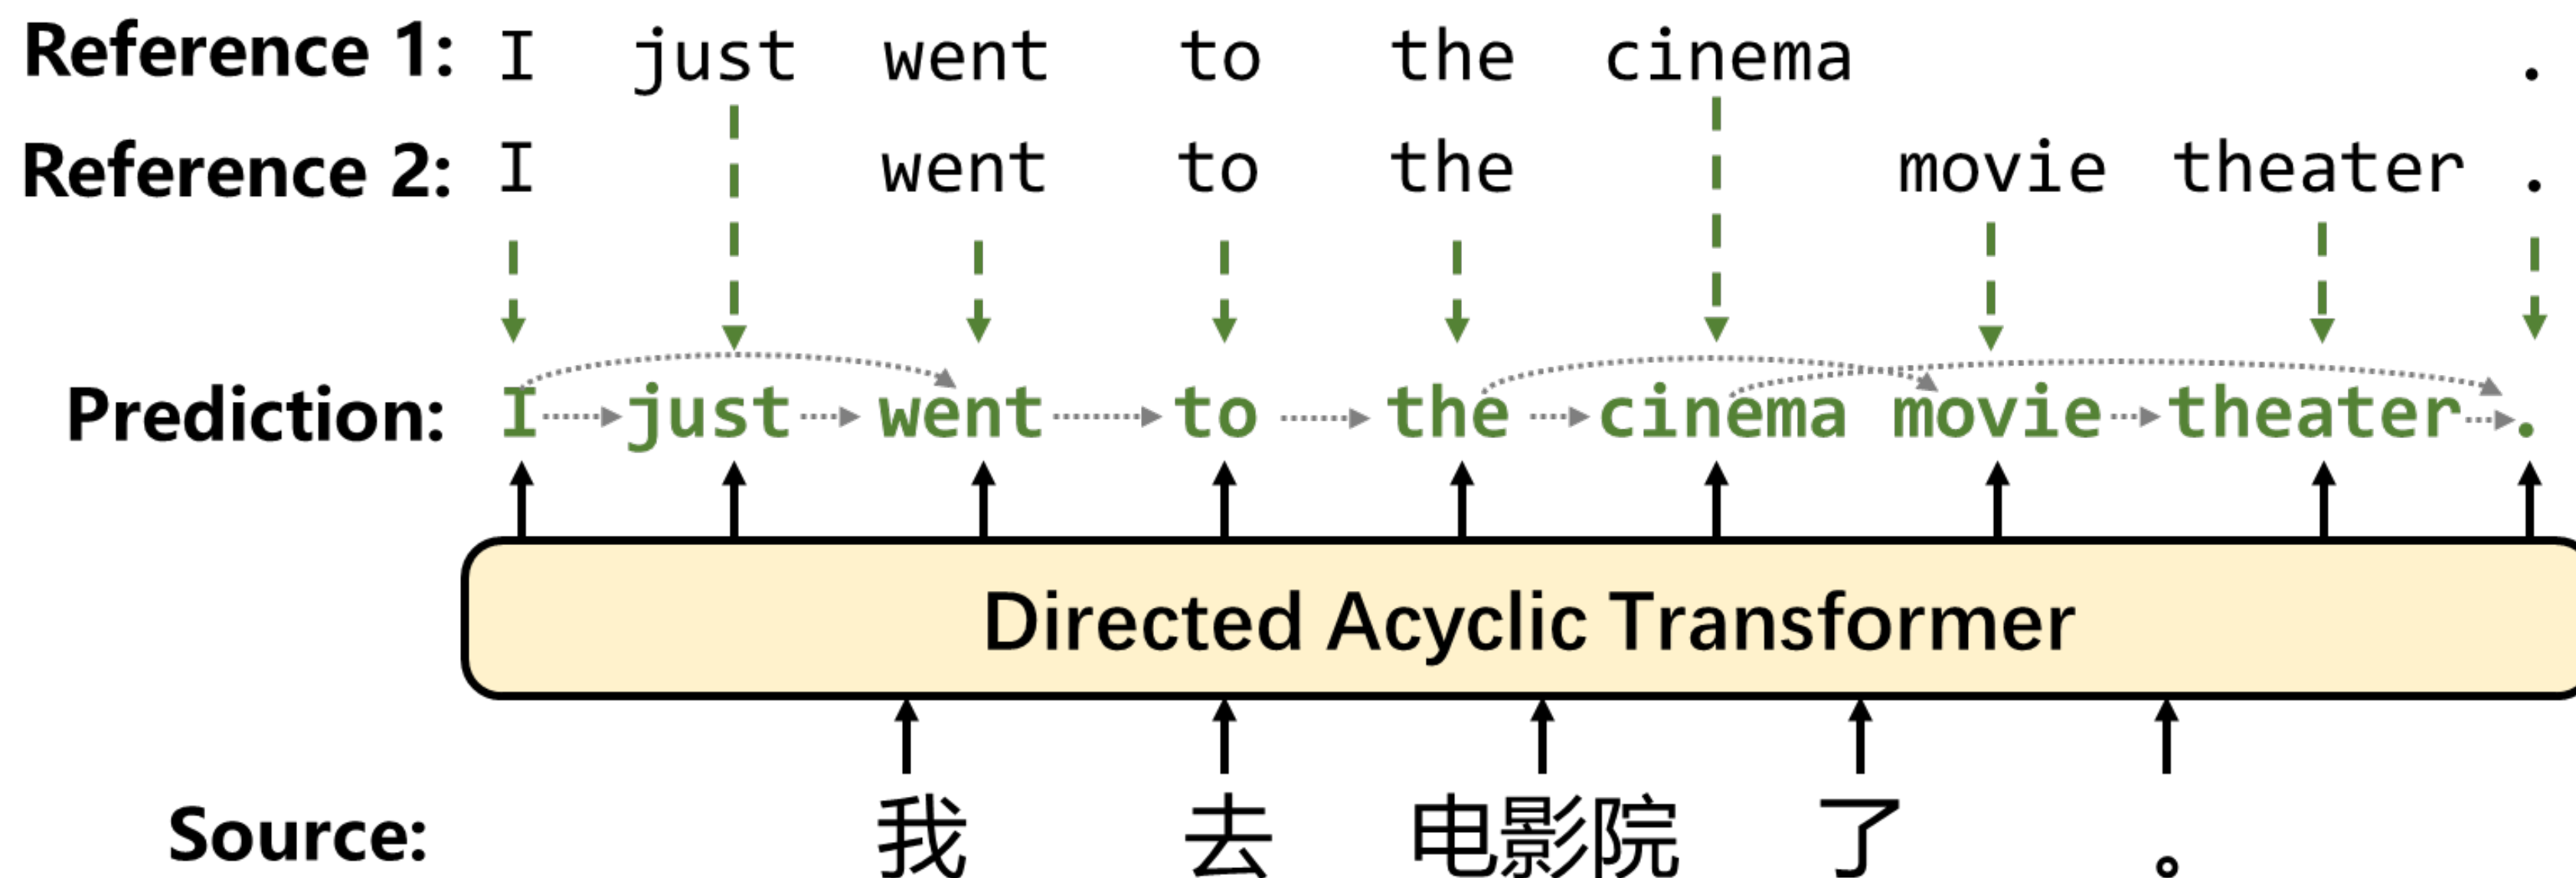 Reference 1: I just went to the cinema .
Reference 2: I went to the movie theater .
Prediction: I just went to the cinema movie theater .
Directed Acyclic Transformer
Source: 我 去 电影院 了 。